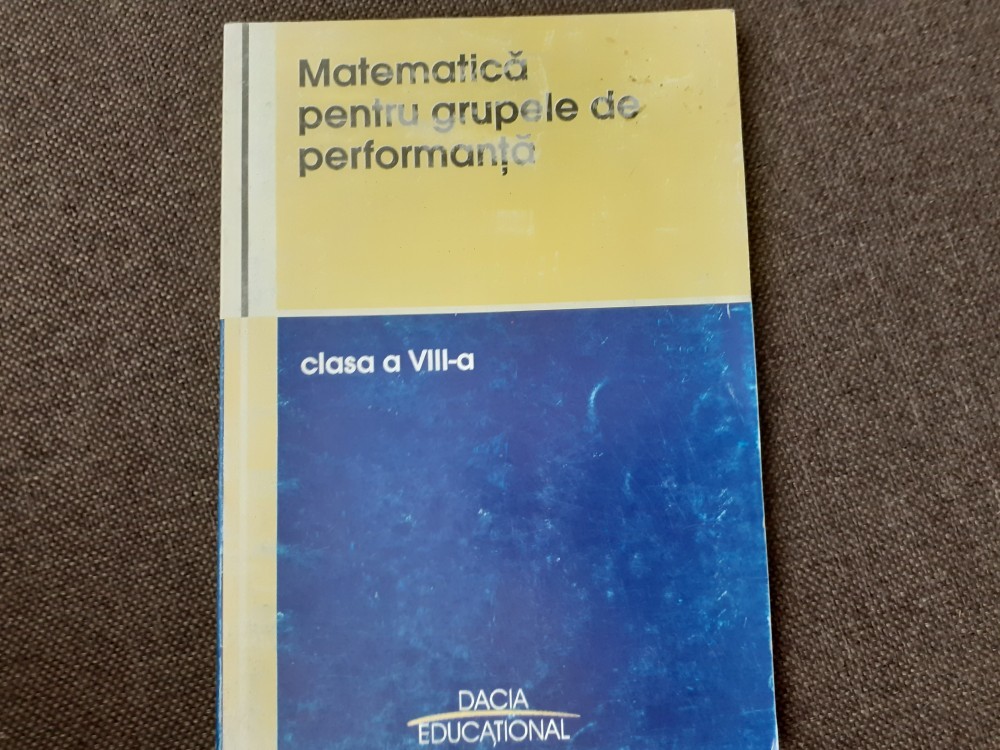 Matematică
pentru grupele de
performanță
clasa a VIII-a
DACIA
EDUCAȚIONAL